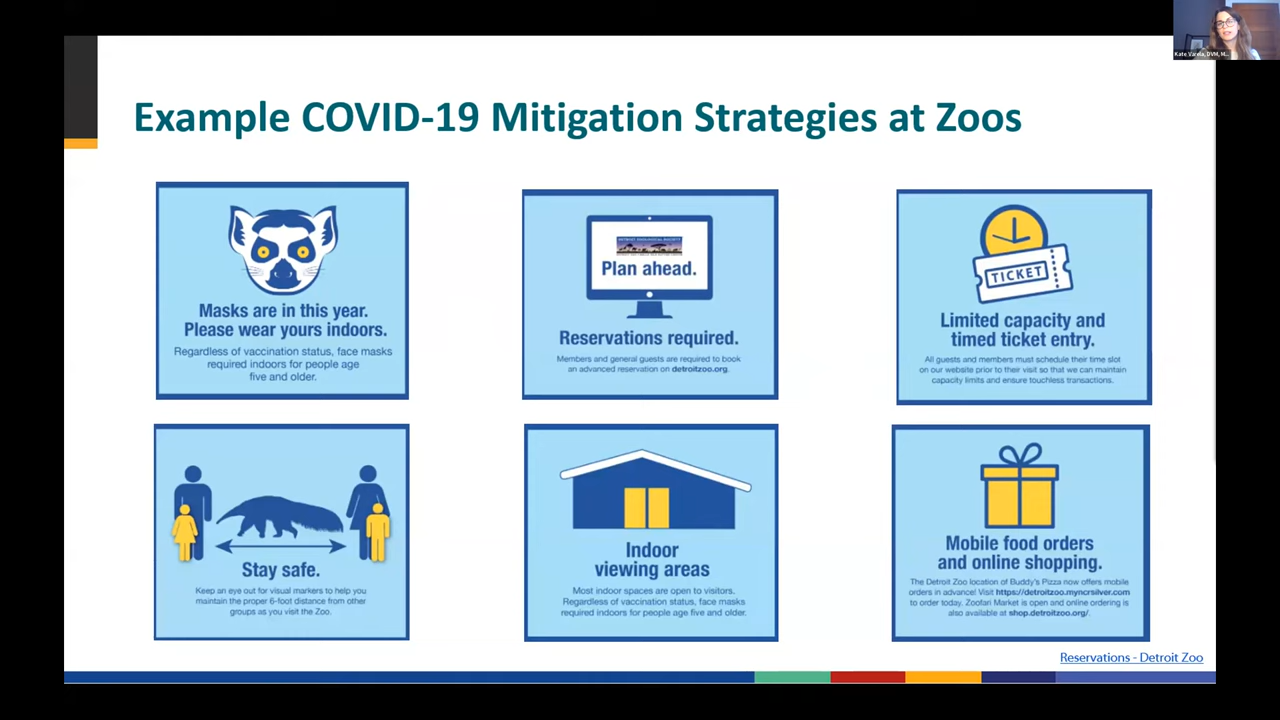 Kate Varela, DVM, M...
Example COVID-19 Mitigation Strategies at Zoos
Masks are in this year.
Please wear yours indoors.
Regardless of vaccination status, face masks
required indoors for people age
five and older.
DETROIT ZOOLOGICAL SOCIETY
Plan ahead.
Reservations required.
Members and general guests are required to book
an advanced reservation on detroitzoo.org.
TICKET
Limited capacity and
timed ticket entry.
All guests and members must schedule their time slot
on our website prior to their visit so that we can maintain
capacity limits and ensure touchless transactions.
Stay safe.
Keep an eye out for visual markers to help you
maintain the proper 6-foot distance from other
groups as you visit the Zoo.
Indoor
viewing areas
Most indoor spaces are open to visitors.
Regardless of vaccination status, face masks
required indoors for people age five and older.
Mobile food orders
and online shopping.
The Detroit Zoo location of Buddy's Pizza now offers mobile
orders in advance! Visit https://detroitzoo.myncrsilver.com
to order today. Zoofari Market is open and online ordering is
also available at shop.detroitzoo.org/.
Reservations - Detroit Zoo